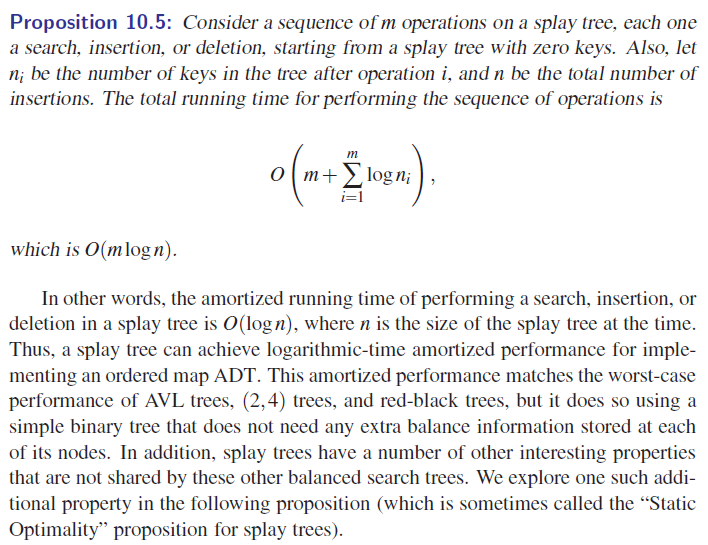 Proposition 10.5: Consider a sequence of m operations on a splay tree, each one
a search, insertion, or deletion, starting from a splay tree with zero keys. Also, let
nᵢ be the number of keys in the tree after operation i, and n be the total number of
insertions. The total running time for performing the sequence of operations is
O(m + ∑_{i=1}^{m} log nᵢ),
which is O(m log n).
In other words, the amortized running time of performing a search, insertion, or
deletion in a splay tree is O(log n), where n is the size of the splay tree at the time.
Thus, a splay tree can achieve logarithmic-time amortized performance for imple-
menting an ordered map ADT. This amortized performance matches the worst-case
performance of AVL trees, (2,4) trees, and red-black trees, but it does so using a
simple binary tree that does not need any extra balance information stored at each
of its nodes. In addition, splay trees have a number of other interesting properties
that are not shared by these other balanced search trees. We explore one such addi-
tional property in the following proposition (which is sometimes called the “Static
Optimality” proposition for splay trees).